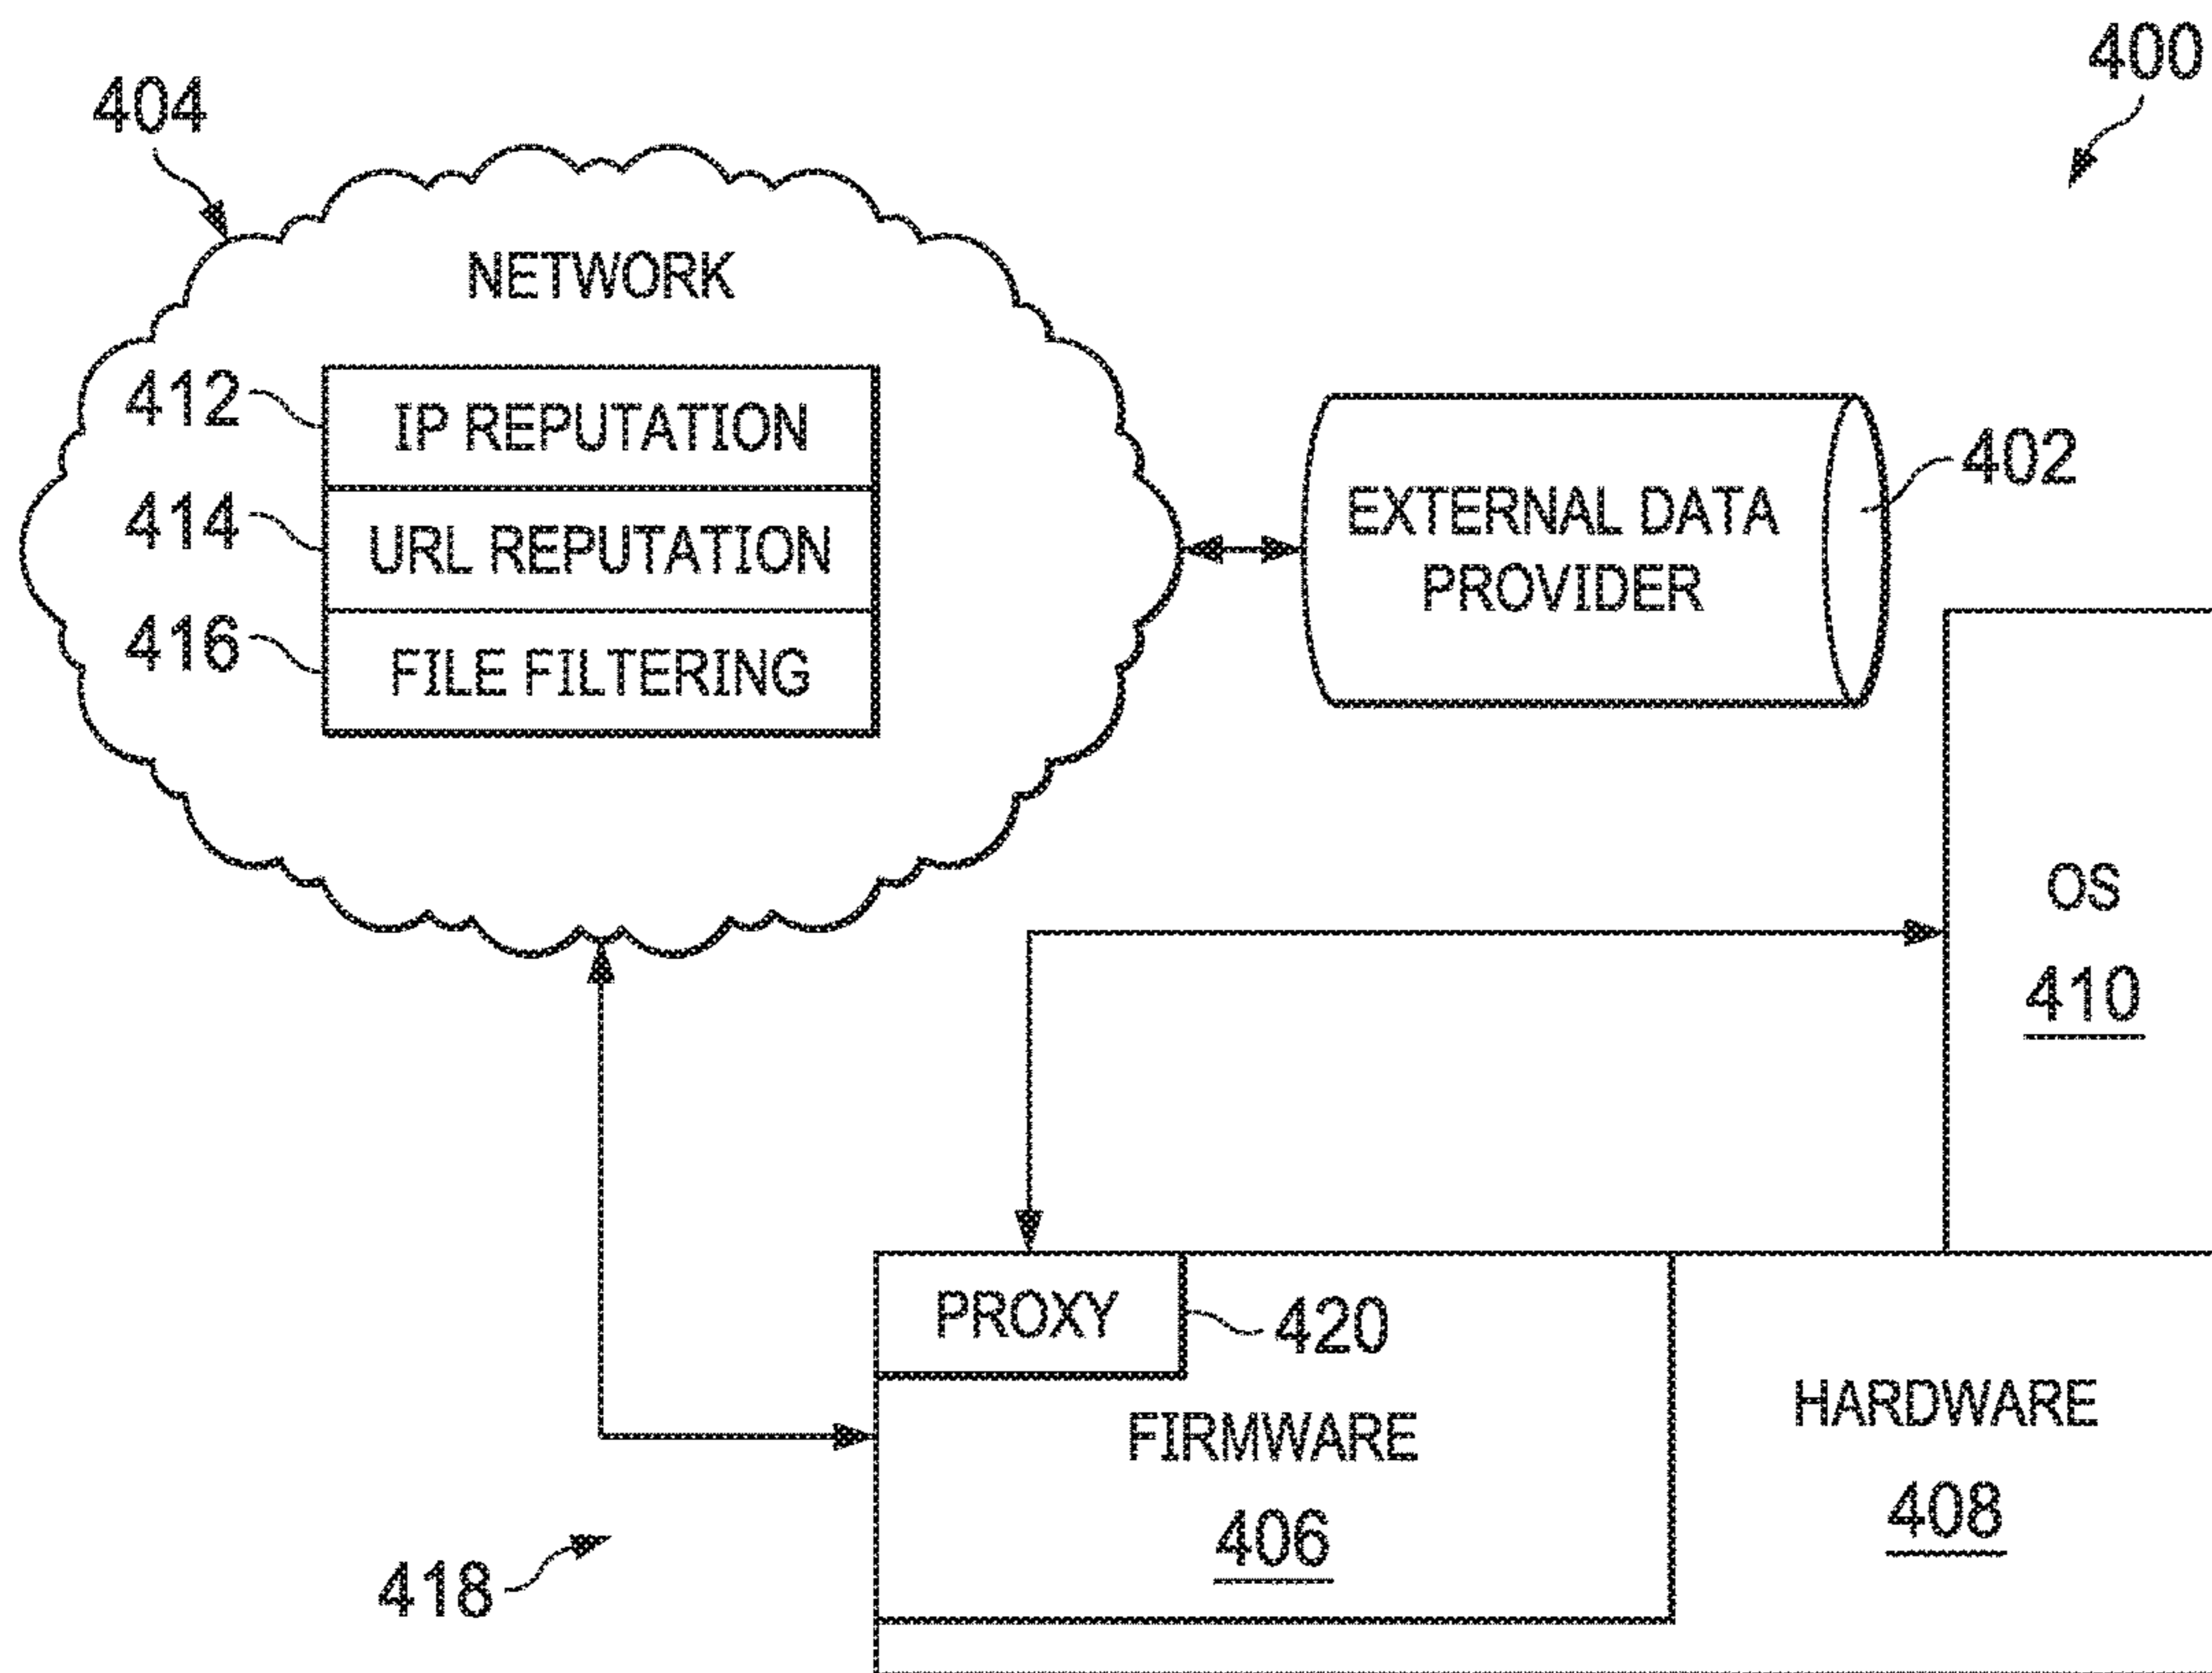 400
404
NETWORK
412
IP REPUTATION
414
URL REPUTATION
416
FILE FILTERING
EXTERNAL DATA
PROVIDER
402
OS
410
PROXY
420
FIRMWARE
406
HARDWARE
408
418